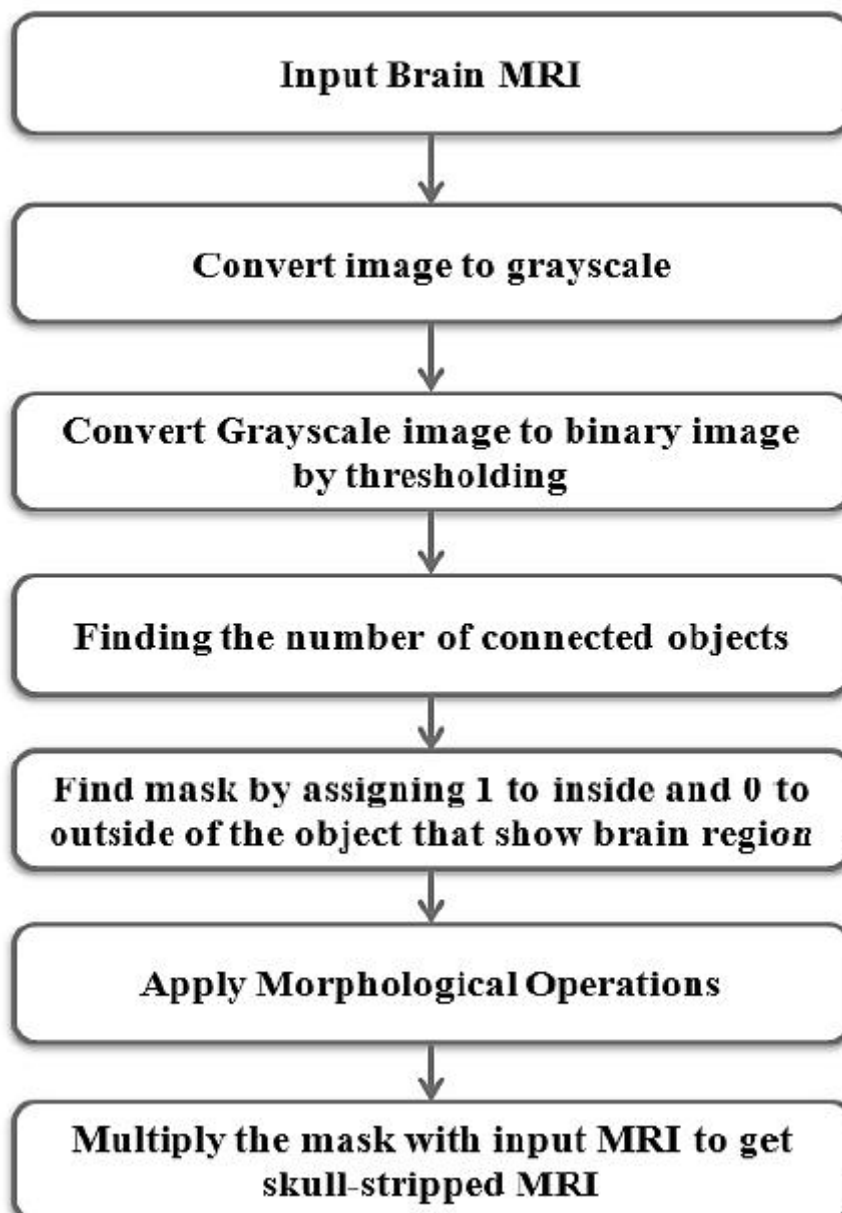 Input Brain MRI
Convert image to grayscale
Convert Grayscale image to binary image
by thresholding
Finding the number of connected objects
Find mask by assigning 1 to inside and 0 to
outside of the object that show brain region
Apply Morphological Operations
Multiply the mask with input MRI to get
skull-stripped MRI